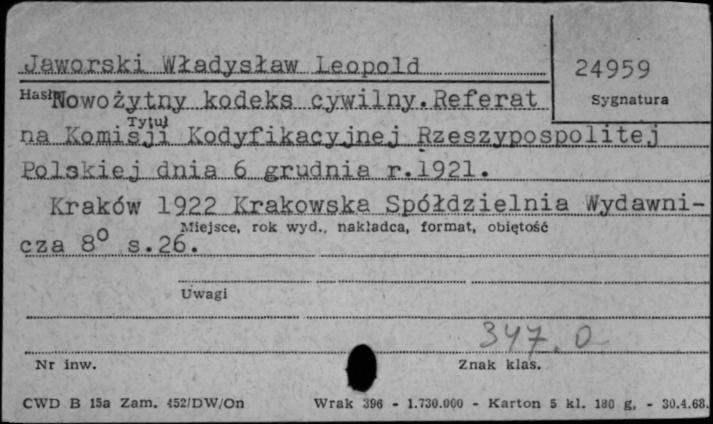 Jaworski Władysław Leopold
24959
Hasło
Sygnatura
Nowożytny kodeks cywilny.Referat
Tytuł
na Komisji Kodyfikacyjnej Rzeszypospolitej
Polskiej dnia 6 grudnia r.1921.
Kraków 1922 Krakowska Spółdzielnia Wydawni-
Miejsce, rok wyd., nakładca, format, objętość
cza 8° s.26.
Uwagi
347.0
Nr inw.
Znak klas.
CWD B 15a Zam. 452/DW/On Wrak 396 - 1.730.000 - Karton 5 kl. 180 g, - 30.4.68.